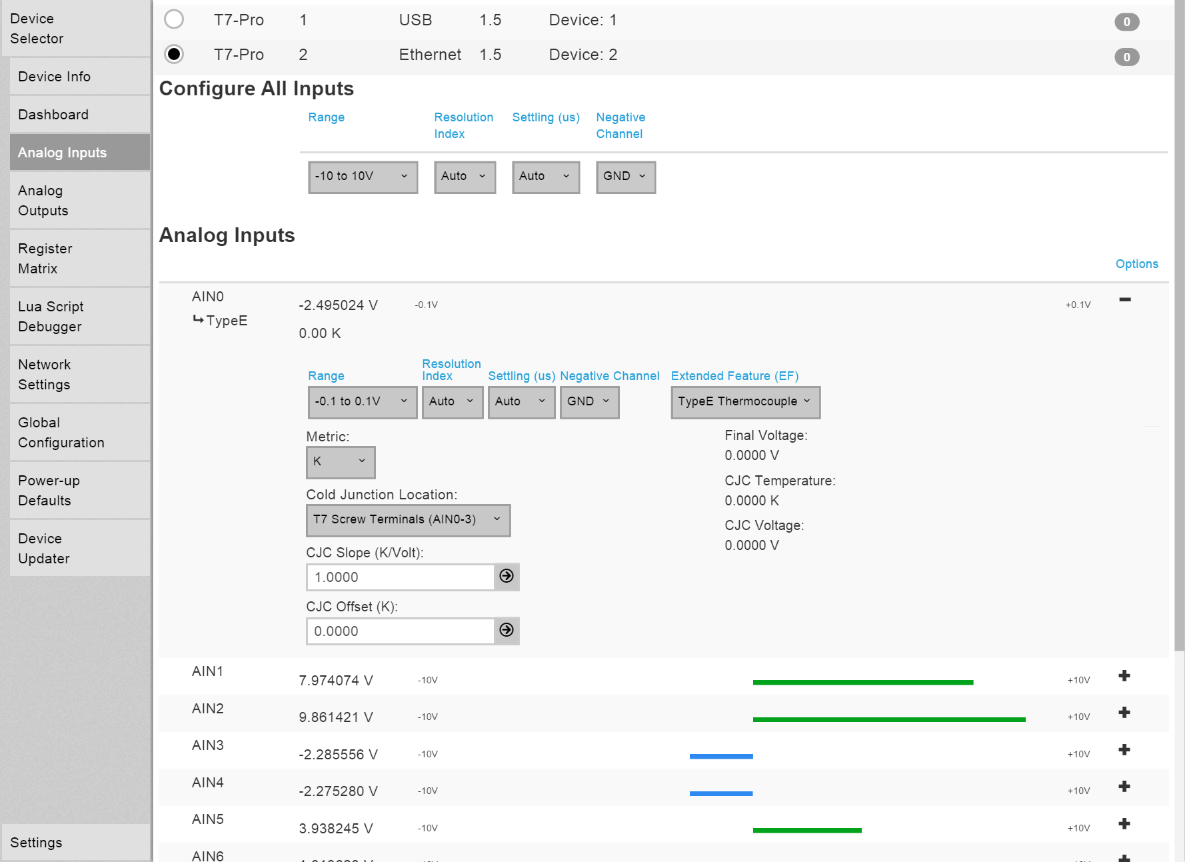 Device
Selector
Device Info
Dashboard
Analog Inputs
Analog
Outputs
Register
Matrix
Lua Script
Debugger
Network
Settings
Global
Configuration
Power-up
Defaults
Device
Updater
Settings
T7-Pro 1 USB 1.5 Device: 1 0
T7-Pro 2 Ethernet 1.5 Device: 2 0
Configure All Inputs
Range Resolution Index Settling (us) Negative Channel
-10 to 10V Auto Auto GND
Analog Inputs
Options
AIN0 -2.495024 V -0.1V +0.1V
TypeE 0.00 K
Range Resolution Index Settling (us) Negative Channel Extended Feature (EF)
-0.1 to 0.1V Auto Auto GND TypeE Thermocouple
Metric:
K
Cold Junction Location:
T7 Screw Terminals (AIN0-3)
CJC Slope (K/Volt):
1.0000
CJC Offset (K):
0.0000
Final Voltage:
0.0000 V
CJC Temperature:
0.0000 K
CJC Voltage:
0.0000 V
AIN1 7.974074 V -10V +10V
AIN2 9.861421 V -10V +10V
AIN3 -2.285556 V -10V +10V
AIN4 -2.275280 V -10V +10V
AIN5 3.938245 V -10V +10V
AIN6